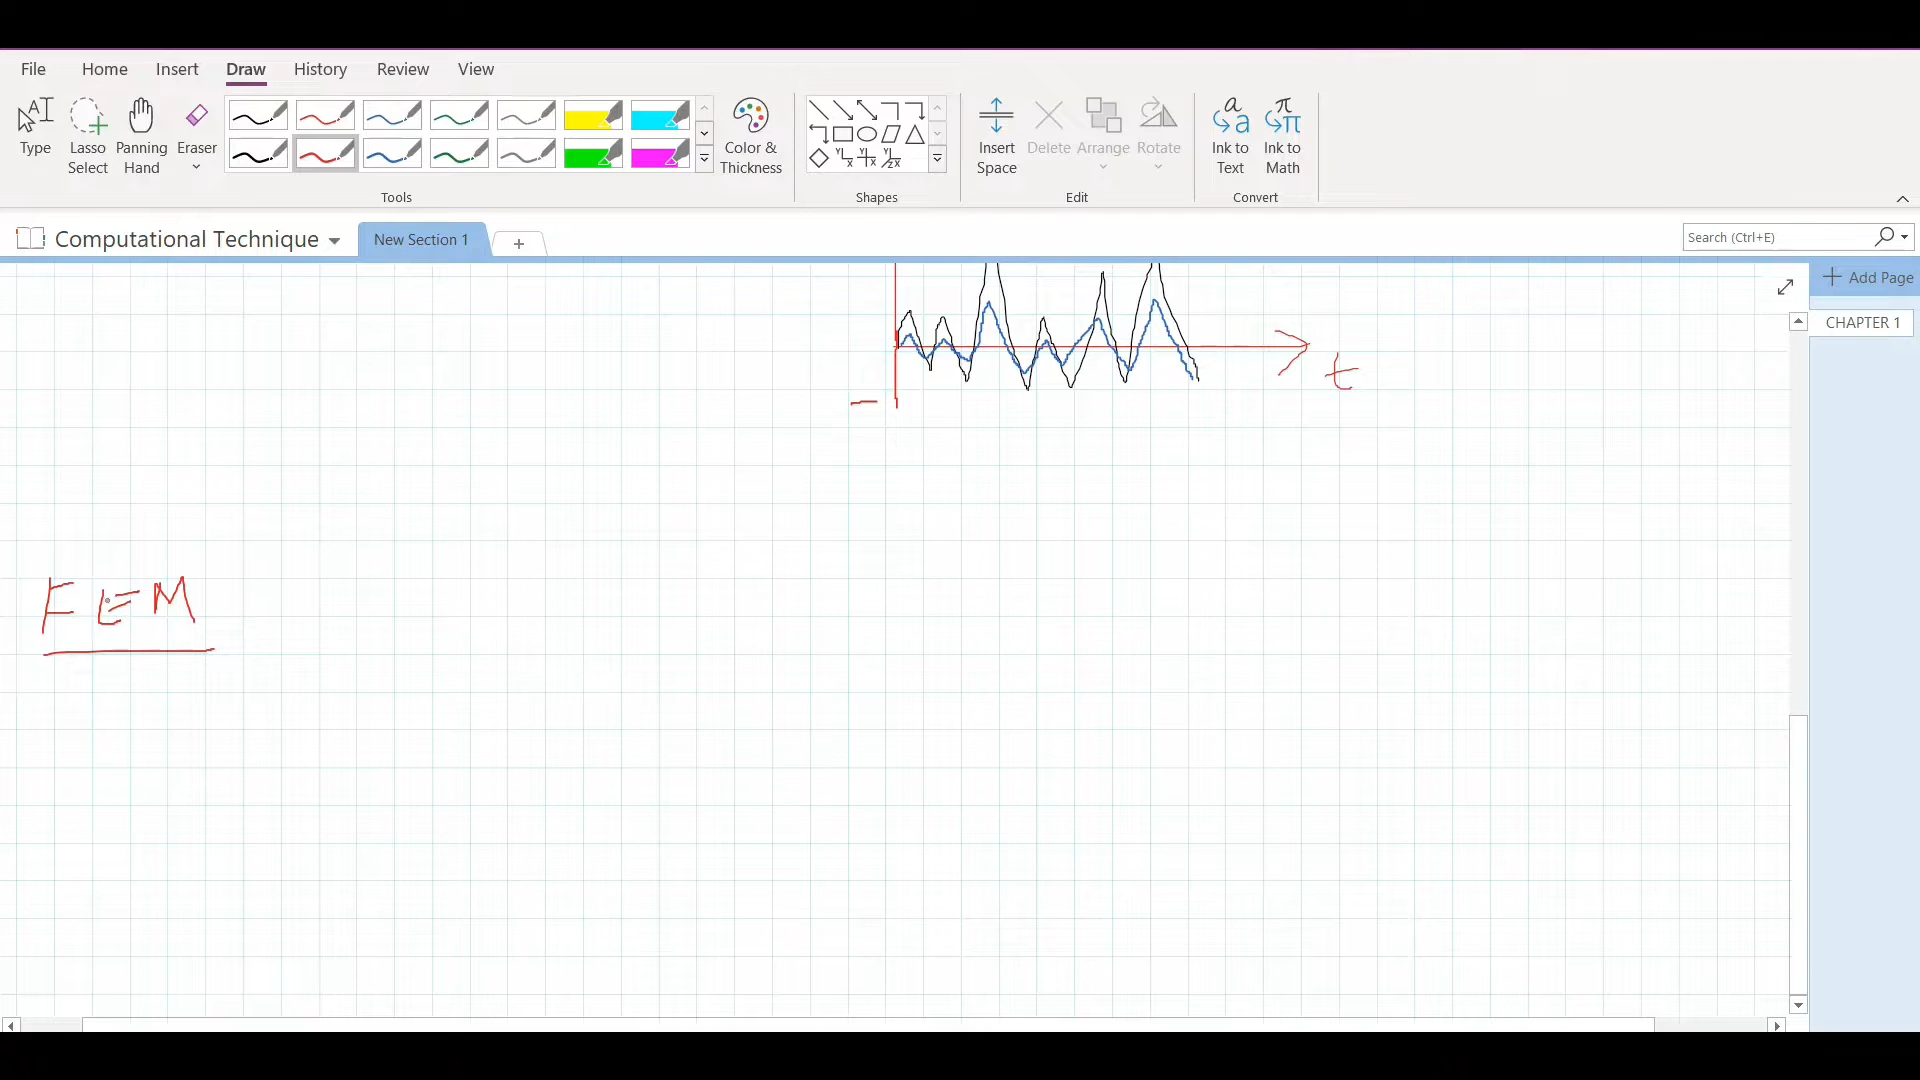 File Home Insert Draw History Review View
Type
Lasso Select
Panning Hand
Eraser
Color & Thickness
Insert Space
Delete
Arrange
Rotate
Ink to Text
Ink to Math
Tools
Shapes
Edit
Convert
Computational Technique
New Section 1
Search (Ctrl+E)
Add Page
CHAPTER 1
t
FEM